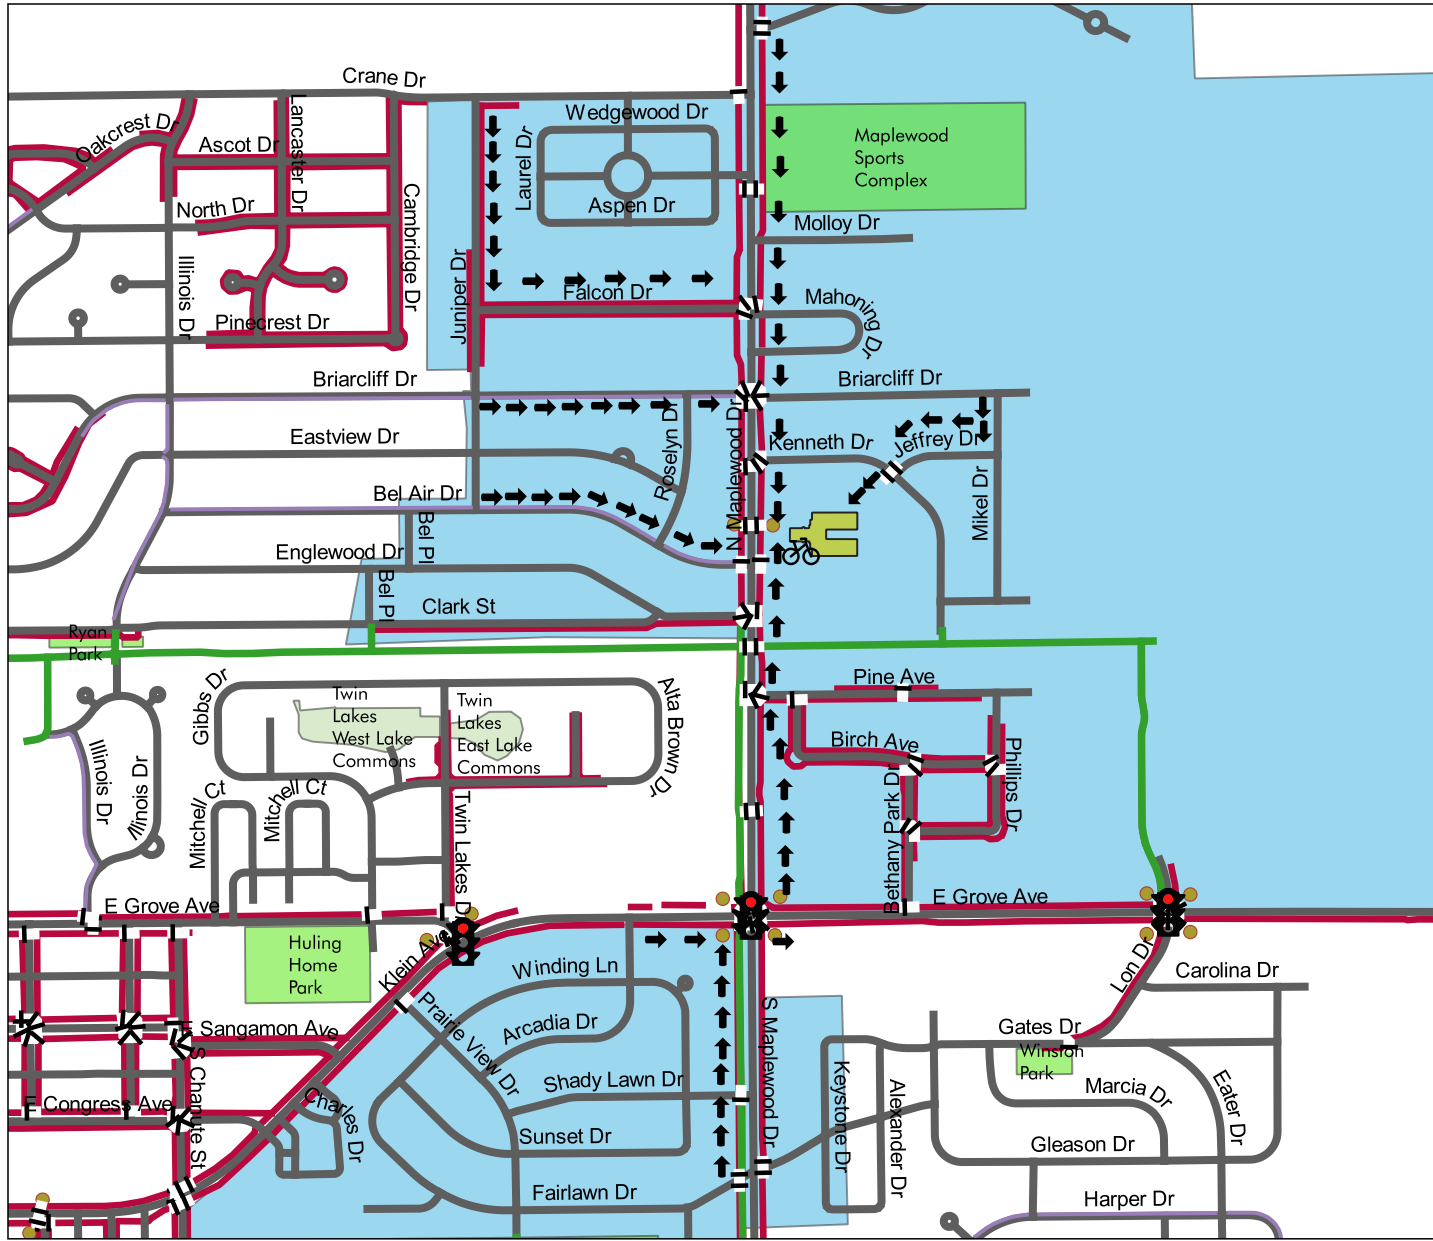 Crane Dr
Wedgewood Dr
Oakcrest Dr
Lancaster Dr
Ascot Dr
Laurel Dr
Maplewood
Sports
Complex
North Dr
Cambridge Dr
Aspen Dr
Molloy Dr
Illinois Dr
Juniper Dr
Falcon Dr
Mahoning Dr
Pinecrest Dr
Briarcliff Dr
Briarcliff Dr
Eastview Dr
Roselyn Dr
N Maplewood Dr
Kenneth Dr
Jeffrey Dr
Bel Air Dr
Mikel Dr
Bel Pl
Englewood Dr
Bel Pl
Clark St
Ryan
Park
Gibbs Dr
Twin
Lakes
West Lake
Commons
Twin
Lakes
East Lake
Commons
Alta Brown Dr
Pine Ave
Birch Ave
Phillips Dr
Illinois Dr
Illinois Dr
Mitchell Ct
Mitchell Ct
Twin Lakes Dr
Bethany Park Dr
E Grove Ave
E Grove Ave
Huling
Home
Park
Klein Ave
Winding Ln
Lon Dr
Carolina Dr
Prairie View Dr
Arcadia Dr
S Maplewood Dr
E Sangamon Ave
Gates Dr
Winston
Park
S Chanute St
Shady Lawn Dr
Keystone Dr
Alexander Dr
Marcia Dr
Eater Dr
E Congress Ave
Charles Dr
Sunset Dr
Gleason Dr
Fairlawn Dr
Harper Dr